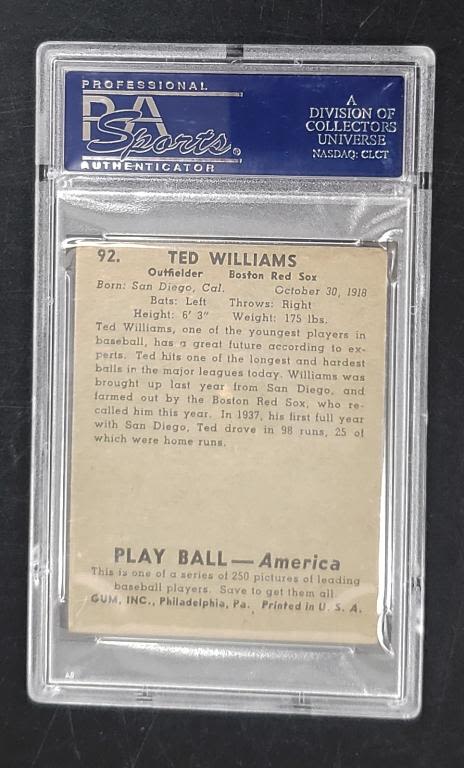 PROFESSIONAL
PSA
Sports®
AUTHENTICATOR
A
DIVISION OF
COLLECTORS
UNIVERSE
NASDAQ: CLCT
92. TED WILLIAMS
Outfielder Boston Red Sox
Born: San Diego, Cal. October 30, 1918
Bats: Left Throws: Right
Height: 6' 3" Weight: 175 lbs.
Ted Williams, one of the youngest players in
baseball, has a great future according to ex-
perts. Ted hits one of the longest and hardest
balls in the major leagues today. Williams was
brought up last year from San Diego, and
farmed out by the Boston Red Sox, who re-
called him this year. In 1937, his first full year
with San Diego, Ted drove in 98 runs, 25 of
which were home runs.
PLAY BALL — America
This is one of a series of 250 pictures of leading
baseball players. Save to get them all.
GUM, INC., Philadelphia, Pa. Printed in U. S. A.